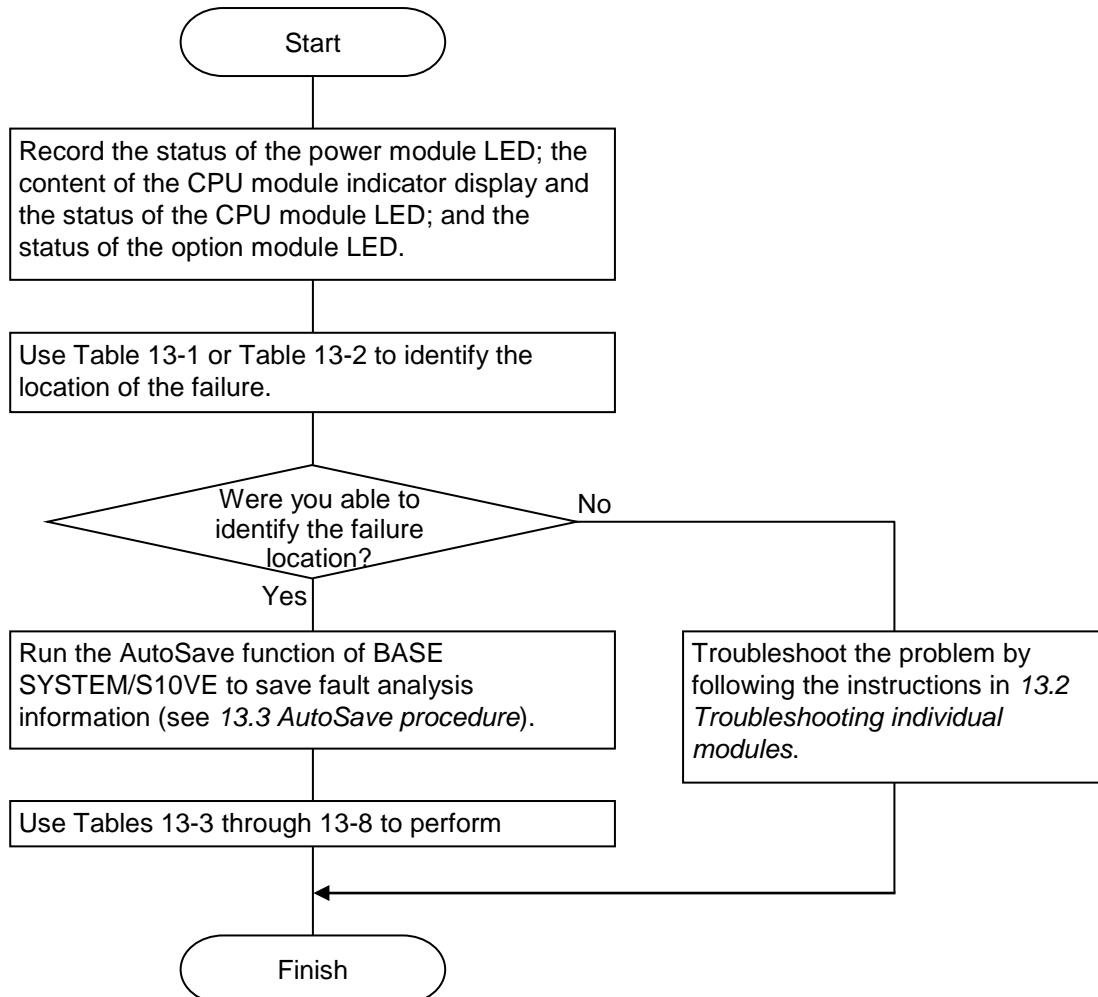 Start
Record the status of the power module LED; the
content of the CPU module indicator display and
the status of the CPU module LED; and the
status of the option module LED.
Use Table 13-1 or Table 13-2 to identify the
location of the failure.
Were you able to
identify the failure
location?
No
Yes
Run the AutoSave function of BASE
SYSTEM/S10VE to save fault analysis
information (see 13.3 AutoSave procedure).
Troubleshoot the problem by
following the instructions in 13.2
Troubleshooting individual
modules.
Use Tables 13-3 through 13-8 to perform
Finish